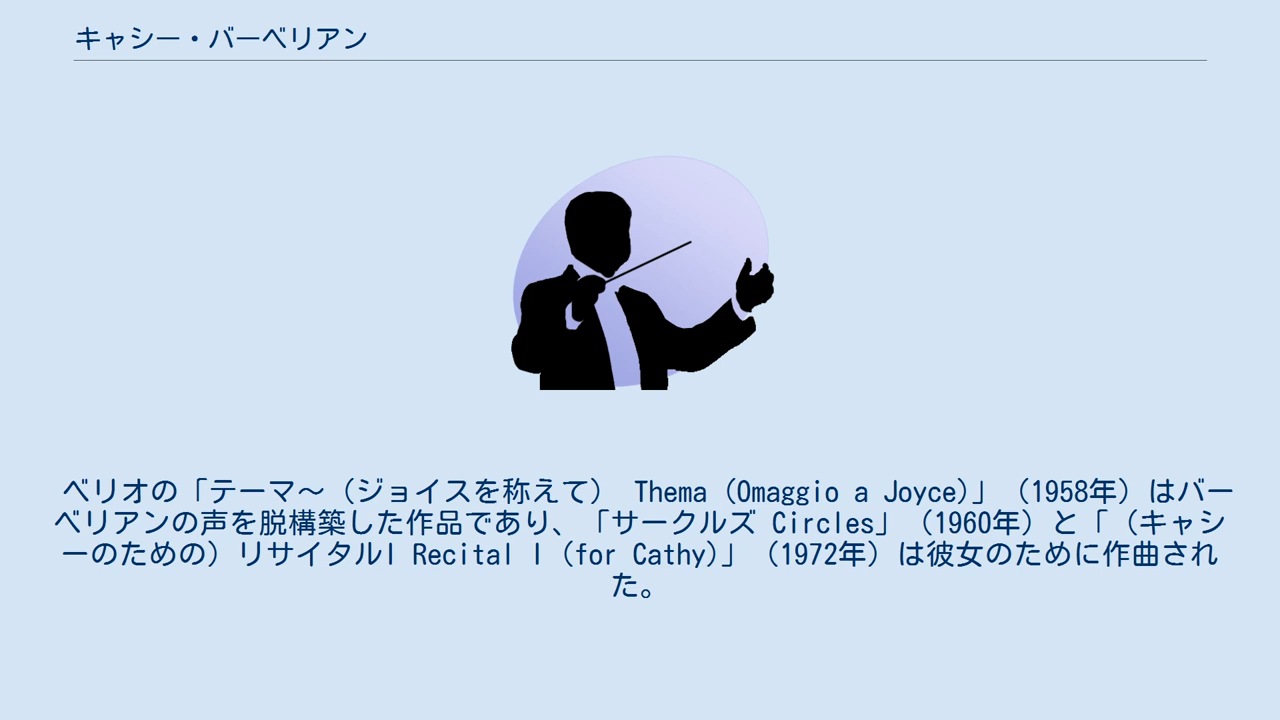 キャシー・バーベリアン
ベリオの「テーマ～（ジョイスを称えて） Thema (Omaggio a Joyce)」（1958年）はバー
ベリアンの声を脱構築した作品であり、「サークルズ Circles」（1960年）と「（キャシ
ーのための）リサイタルI Recital I (for Cathy)」（1972年）は彼女のために作曲され
た。